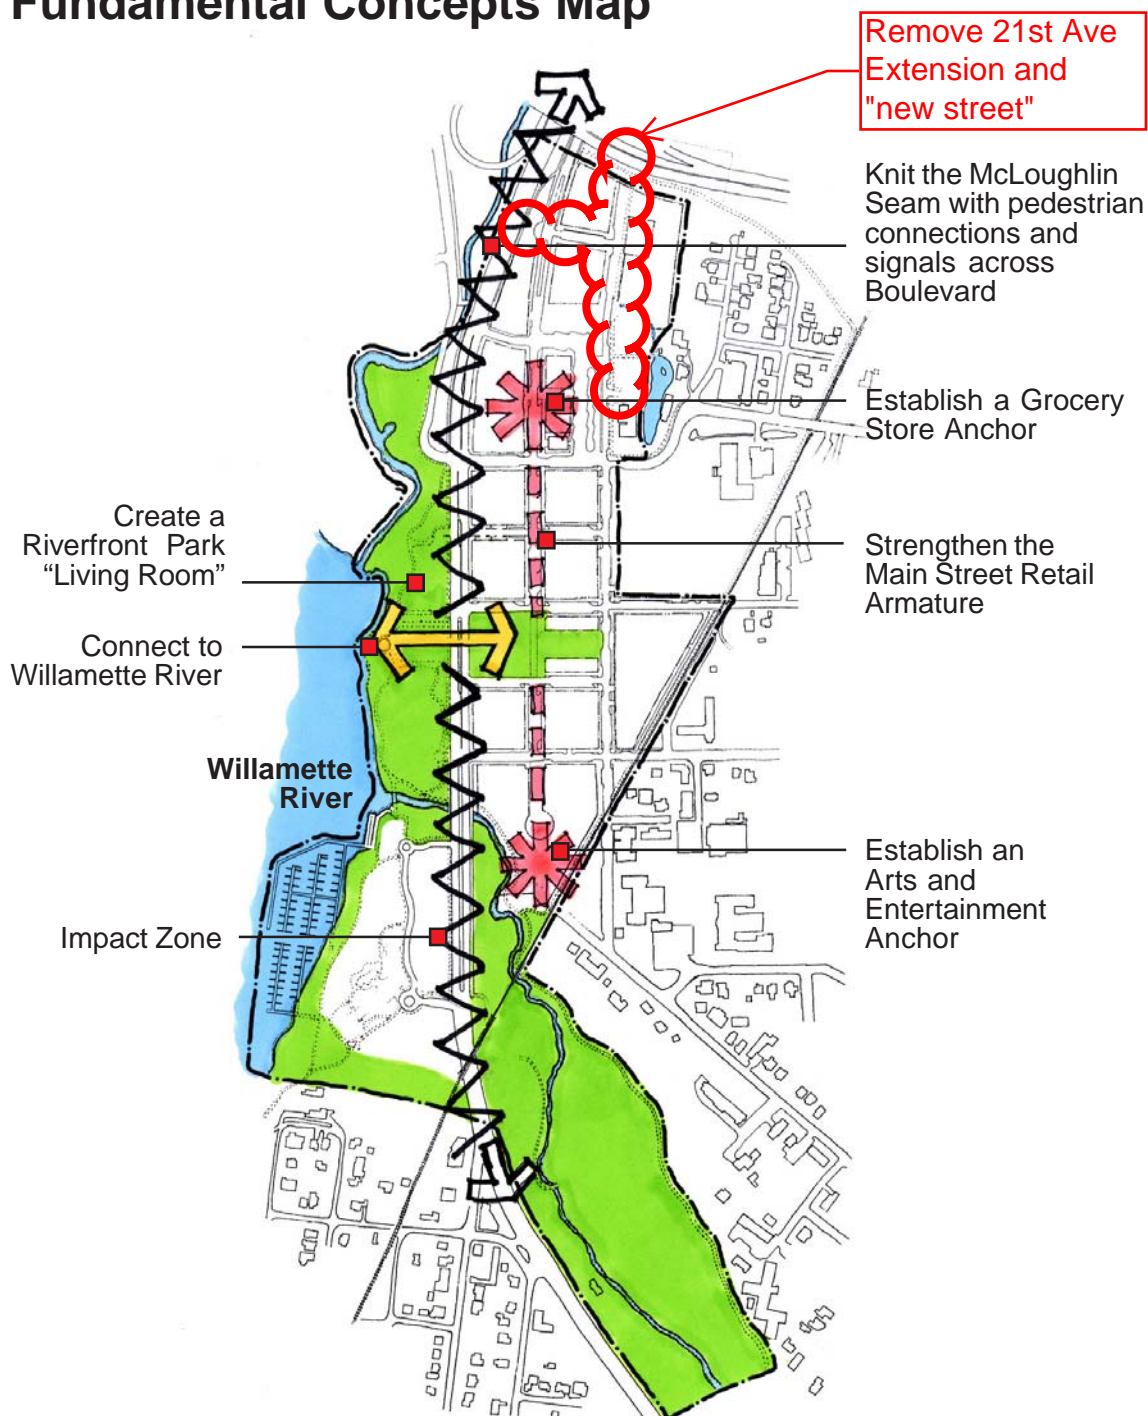 Fundamental Concepts Map
Remove 21st Ave
Extension and
"new street"
Knit the McLoughlin
Seam with pedestrian
connections and
signals across
Boulevard
Establish a Grocery
Store Anchor
Create a
Riverfront Park
“Living Room”
Strengthen the
Main Street Retail
Armature
Connect to
Willamette River
Willamette
River
Establish an
Arts and
Entertainment
Anchor
Impact Zone